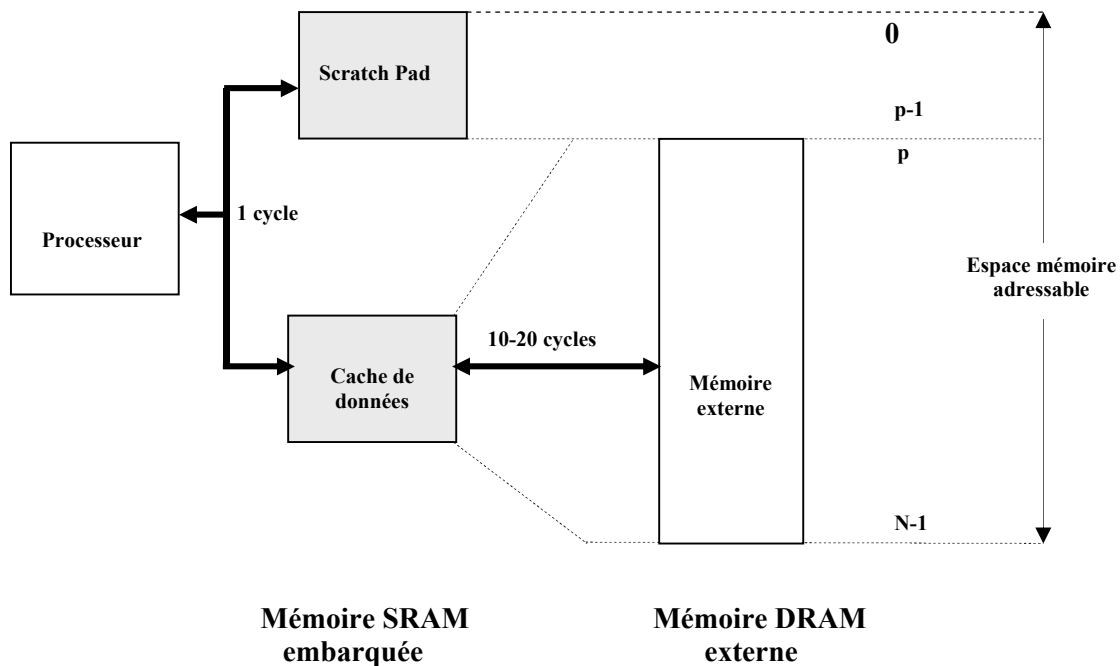 0
Scratch Pad
p-1
p
1 cycle
Processeur
Espace mémoire
adressable
10-20 cycles
Cache de
données
Mémoire
externe
N-1
Mémoire SRAM
embarquée
Mémoire DRAM
externe